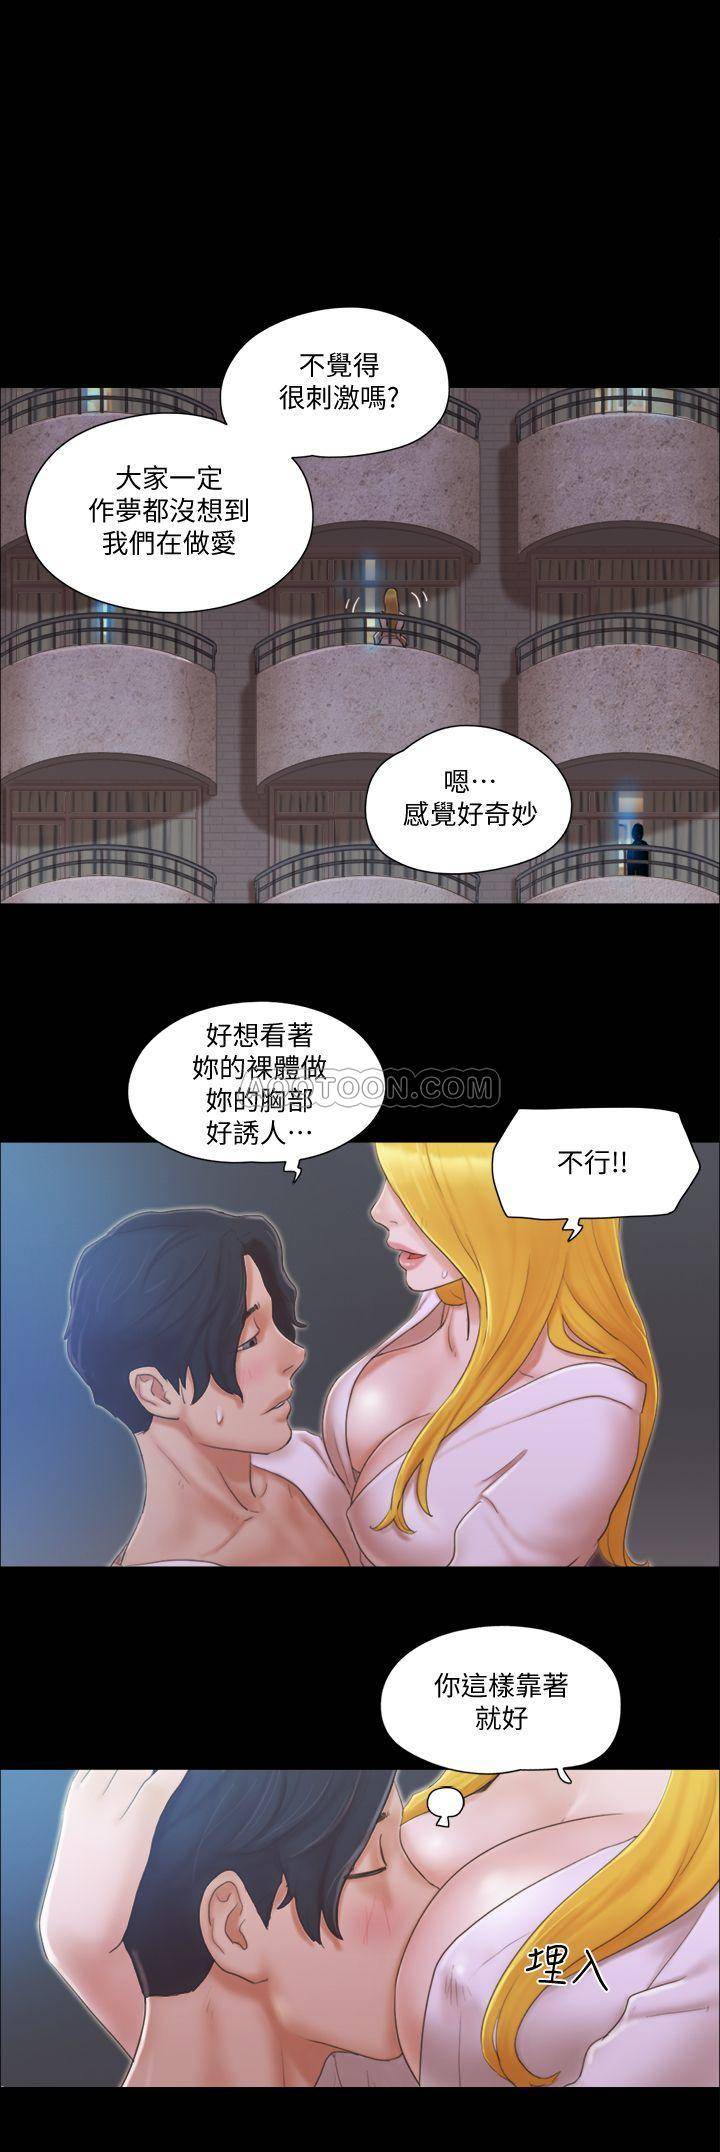 不覺得
很刺激嗎?
大家一定
作夢都沒想到
我們在做愛
嗯…
感覺好奇妙
好想看著
妳的裸體做
妳的胸部
好誘人…
不行!!
你這樣靠著
就好
埋入